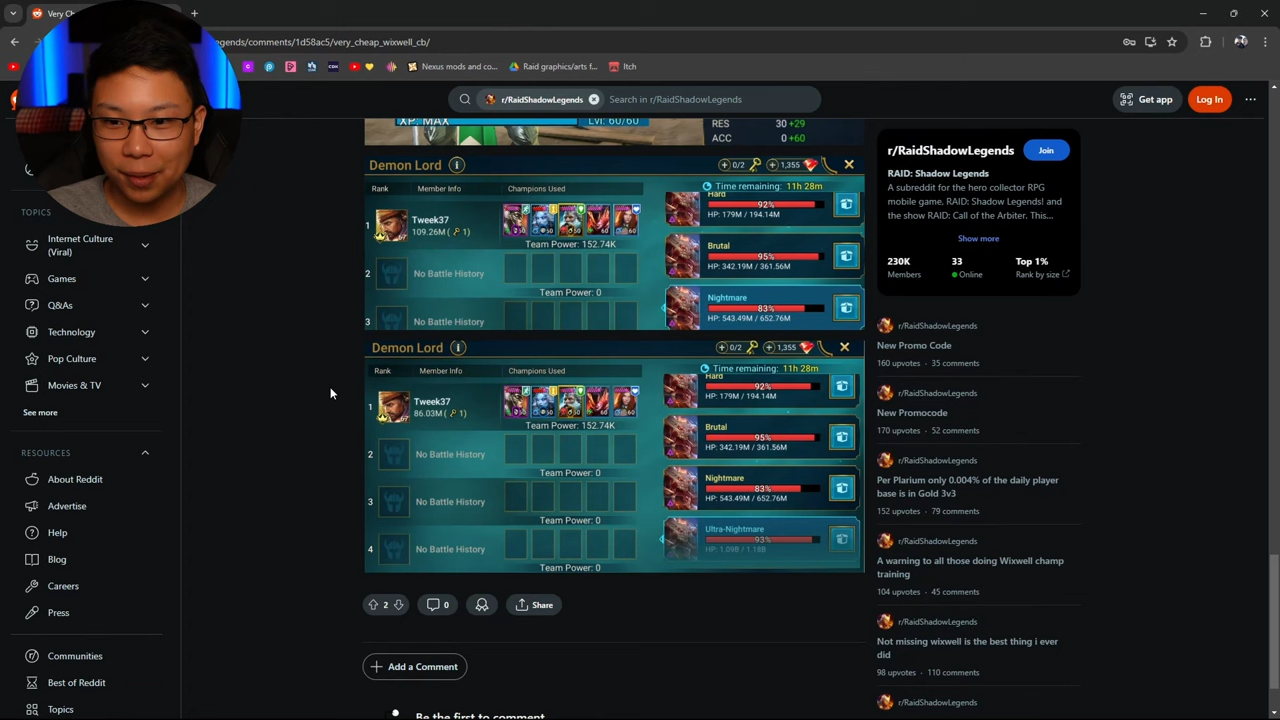 Very Ch
egends/comments/1d58ac5/very_cheap_wixwell_cb/
Nexus mods and co...
Raid graphics/arts f...
Itch
r/RaidShadowLegends
Search in r/RaidShadowLegends
Get app
Log In
TOPICS
Internet Culture
(Viral)
Games
Q&As
Technology
Pop Culture
Movies & TV
See more
RESOURCES
About Reddit
Advertise
Help
Blog
Careers
Press
Communities
Best of Reddit
Topics
XP: MAX
LVL: 60/60
RES 30 +29
ACC 0 +60
Demon Lord
0/2
1,355
Time remaining: 11h 28m
Rank Member Info Champions Used
1 Tweek37
109.26M ( 1)
Team Power: 152.74K
2 No Battle History
Team Power: 0
3 No Battle History
Hard
92%
HP: 179M / 194.14M
Brutal
95%
HP: 342.19M / 361.56M
Nightmare
83%
HP: 543.49M / 652.76M
Demon Lord
0/2
1,355
Time remaining: 11h 28m
Rank Member Info Champions Used
1 Tweek37
86.03M ( 1)
Team Power: 152.74K
2 No Battle History
Team Power: 0
3 No Battle History
Team Power: 0
4 No Battle History
Team Power: 0
Hard
92%
HP: 179M / 194.14M
Brutal
95%
HP: 342.19M / 361.56M
Nightmare
83%
HP: 543.49M / 652.76M
Ultra-Nightmare
93%
HP: 1.09B / 1.18B
2
0
Share
Add a Comment
Be the first to comment
r/RaidShadowLegends
Join
RAID: Shadow Legends
A subreddit for the hero collector RPG
mobile game, RAID: Shadow Legends! and
the show RAID: Call of the Arbiter. This...
Show more
230K 33 Top 1%
Members Online Rank by size
r/RaidShadowLegends
New Promo Code
160 upvotes · 35 comments
r/RaidShadowLegends
New Promocode
170 upvotes · 52 comments
r/RaidShadowLegends
Per Plarium only 0.004% of the daily player
base is in Gold 3v3
152 upvotes · 79 comments
r/RaidShadowLegends
A warning to all those doing Wixwell champ
training
104 upvotes · 45 comments
r/RaidShadowLegends
Not missing wixwell is the best thing i ever
did
98 upvotes · 110 comments
r/RaidShadowLegends